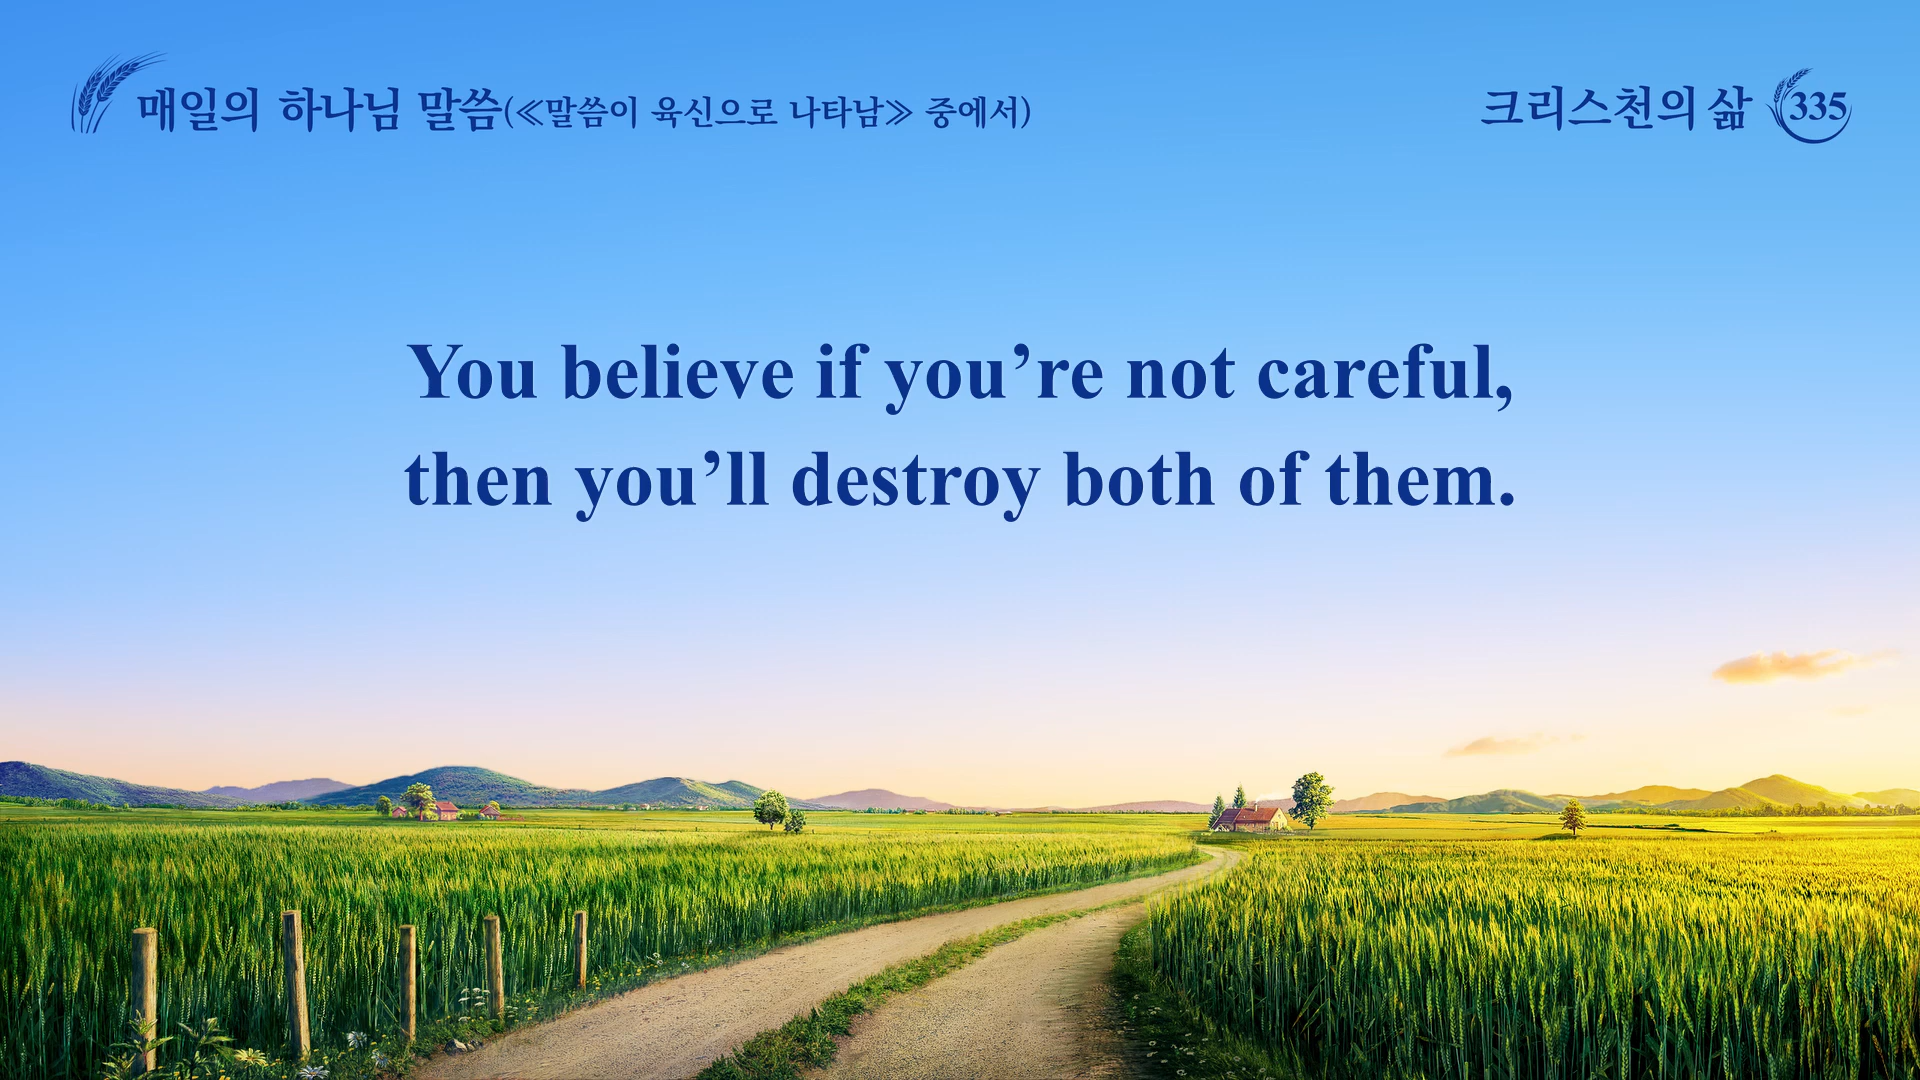 매일의 하나님 말씀(≪말씀이 육신으로 나타남≫ 중에서)
크리스천의 삶 335
You believe if you’re not careful,
then you’ll destroy both of them.